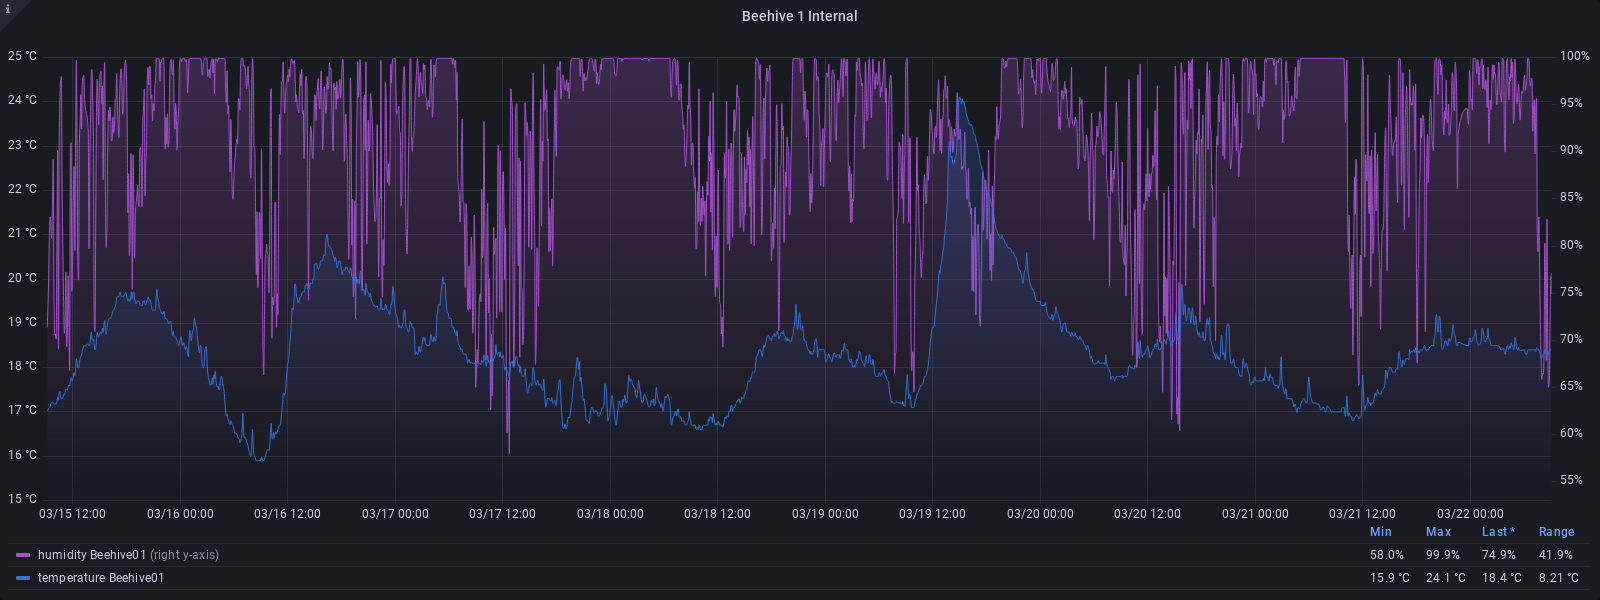 i
Beehive 1 Internal
25 °C 100%
24 °C 95%
23 °C 90%
22 °C 85%
21 °C 80%
20 °C 75%
19 °C 70%
18 °C 65%
17 °C 60%
16 °C 55%
15 °C
03/15 12:00 03/16 00:00 03/16 12:00 03/17 00:00 03/17 12:00 03/18 00:00 03/18 12:00 03/19 00:00 03/19 12:00 03/20 00:00 03/20 12:00 03/21 00:00 03/21 12:00 03/22 00:00
Min Max Last * Range
humidity Beehive01 (right y-axis) 58.0% 99.9% 74.9% 41.9%
temperature Beehive01 15.9 °C 24.1 °C 18.4 °C 8.21 °C